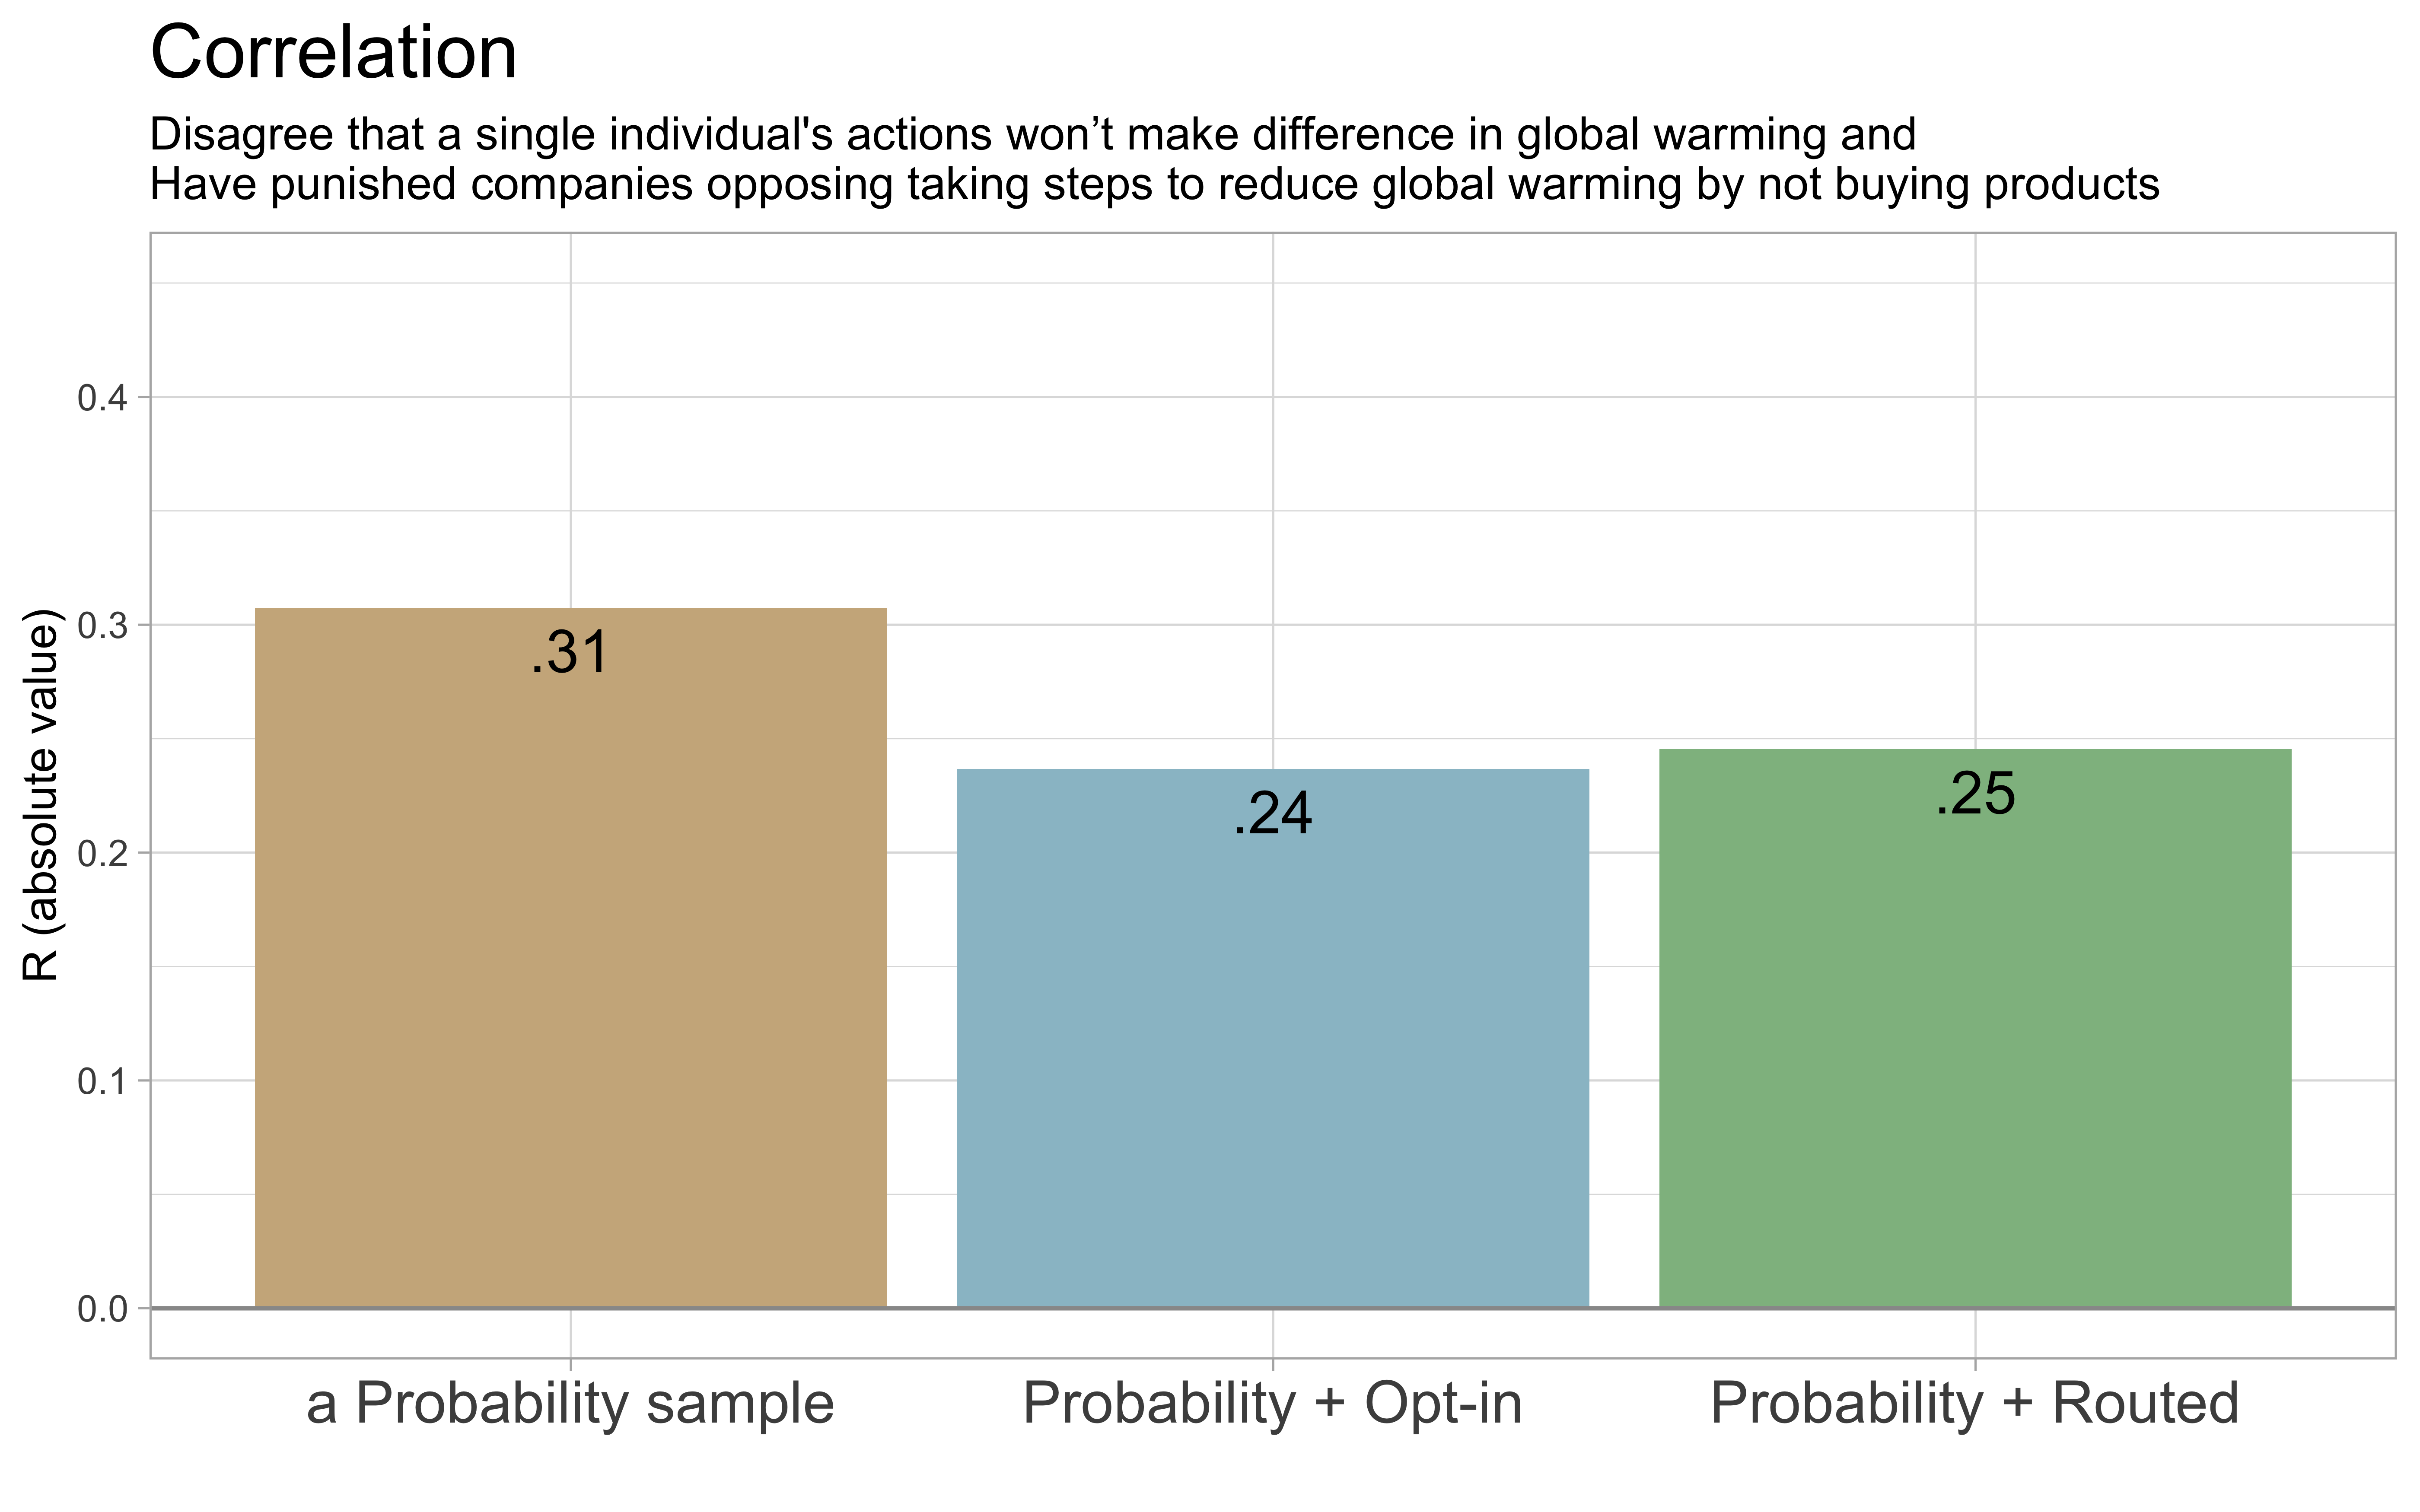 Correlation
Disagree that a single individual's actions won’t make difference in global warming and
Have punished companies opposing taking steps to reduce global warming by not buying products
R (absolute value)
0.4
0.3
0.2
0.1
0.0
.31
.24
.25
a Probability sample
Probability + Opt-in
Probability + Routed